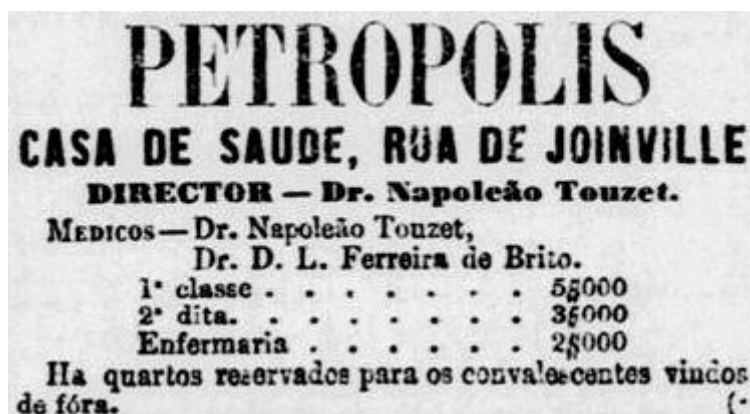 PETROPOLIS
CASA DE SAUDE, RUA DE JOINVILLE
DIRECTOR — Dr. Napoleão Touzet.
MEDICOS — Dr. Napoleão Touzet,
Dr. D. L. Ferreira de Brito.
1ª classe . . . . . . . 5$000
2ª dita. . . . . . . . 3$000
Enfermaria . . . . . . 2$000
Ha quartos reservados para os convalescentes vindos
de fóra. (·